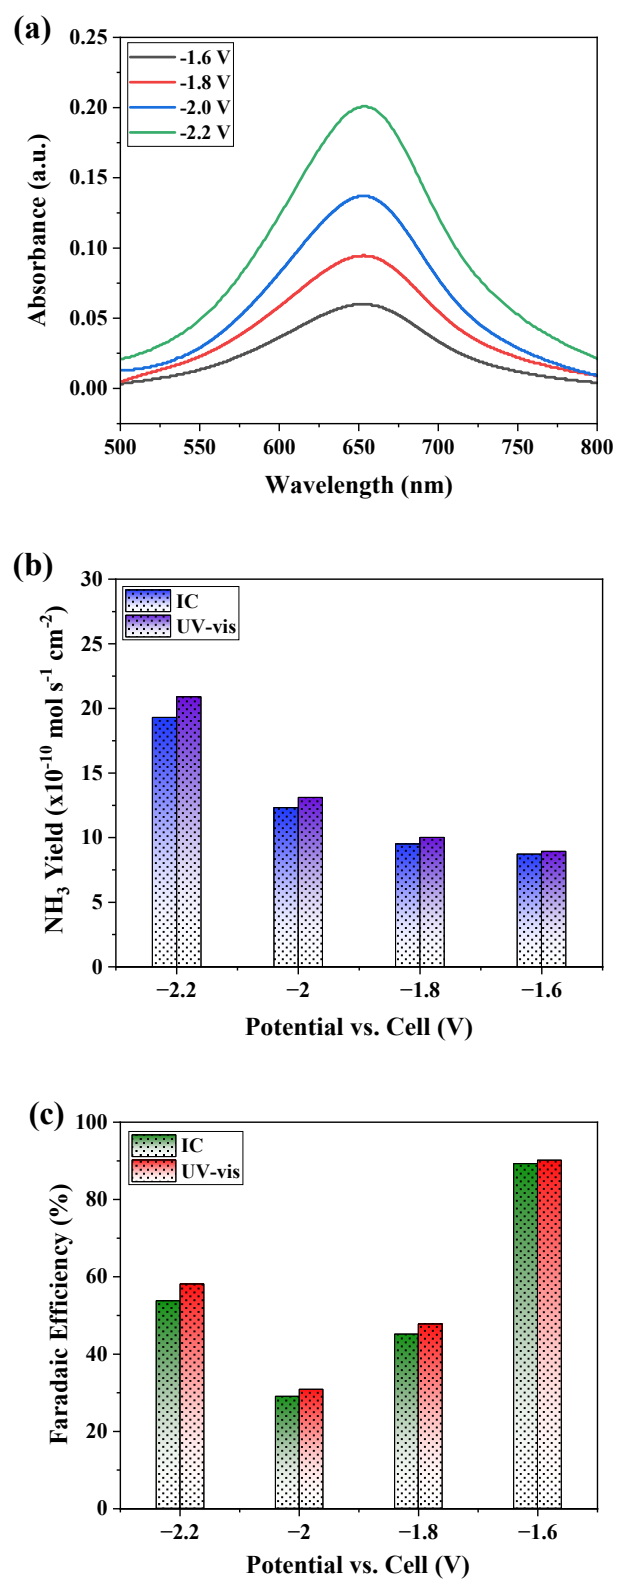 (a)
0.25
0.20
0.15
0.10
0.05
0.00
Absorbance (a.u.)
-1.6 V
-1.8 V
-2.0 V
-2.2 V
500 550 600 650 700 750 800
Wavelength (nm)
(b)
30
25
20
15
10
5
0
NH₃ Yield (x10⁻¹⁰ mol s⁻¹ cm⁻²)
IC
UV-vis
−2.2 −2 −1.8 −1.6
Potential vs. Cell (V)
(c)
100
80
60
40
20
0
Faradaic Efficiency (%)
IC
UV-vis
−2.2 −2 −1.8 −1.6
Potential vs. Cell (V)